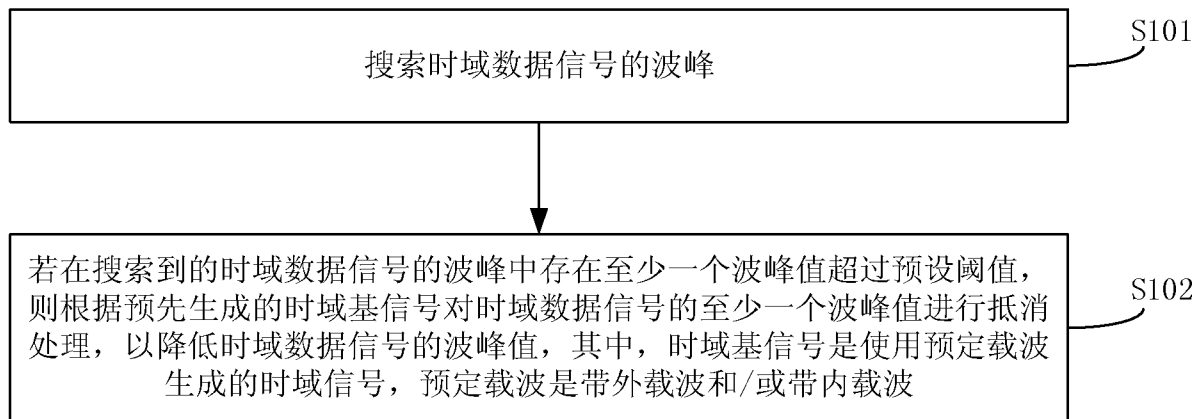 搜索时域数据信号的波峰
S101
若在搜索到的时域数据信号的波峰中存在至少一个波峰值超过预设阈值，
则根据预先生成的时域基信号对时域数据信号的至少一个波峰值进行抵消
处理，以降低时域数据信号的波峰值，其中，时域基信号是使用预定载波
生成的时域信号，预定载波是带外载波和/或带内载波
S102